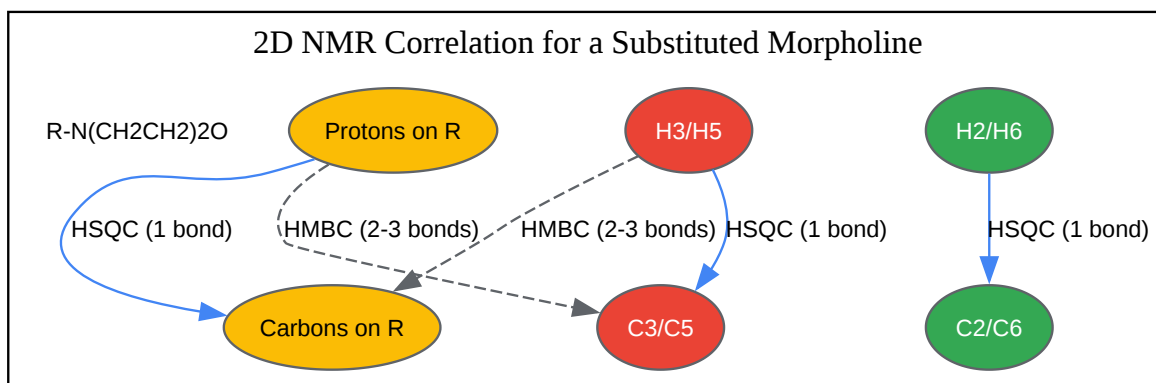 2D NMR Correlation for a Substituted Morpholine
R-N(CH2CH2)2O
Protons on R
H3/H5
H2/H6
HSQC (1 bond)
HMBC (2-3 bonds)
HMBC (2-3 bonds)
HSQC (1 bond)
HSQC (1 bond)
Carbons on R
C3/C5
C2/C6